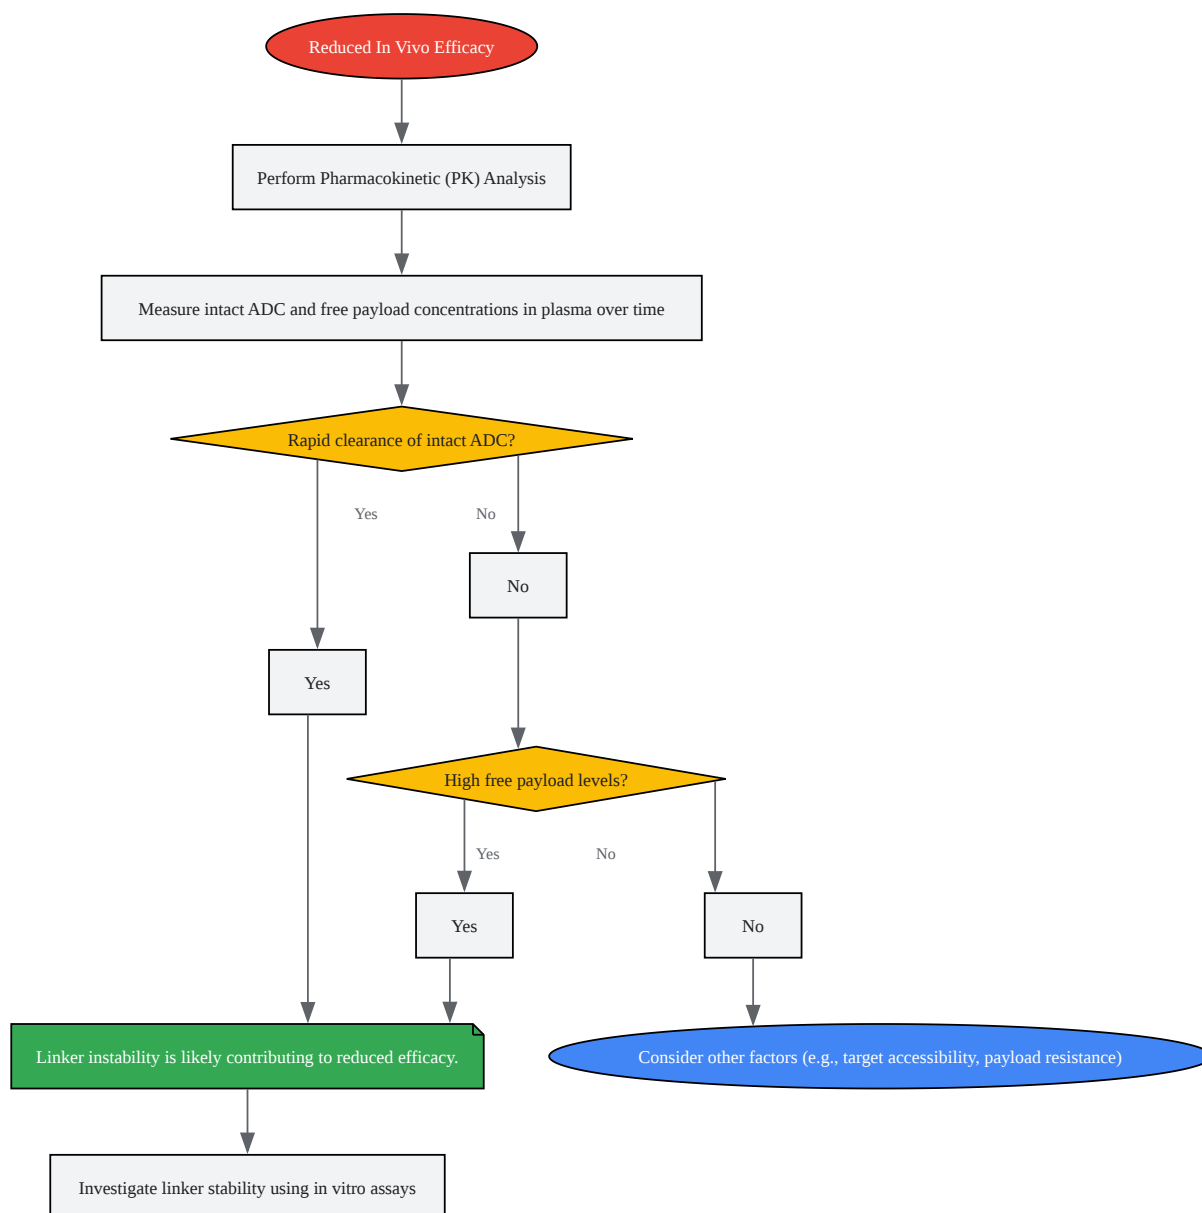 Reduced In Vivo Efficacy
Perform Pharmacokinetic (PK) Analysis
Measure intact ADC and free payload concentrations in plasma over time
Rapid clearance of intact ADC?
Yes
No
No
Yes
High free payload levels?
Yes
No
Yes
No
Linker instability is likely contributing to reduced efficacy.
Consider other factors (e.g., target accessibility, payload resistance)
Investigate linker stability using in vitro assays